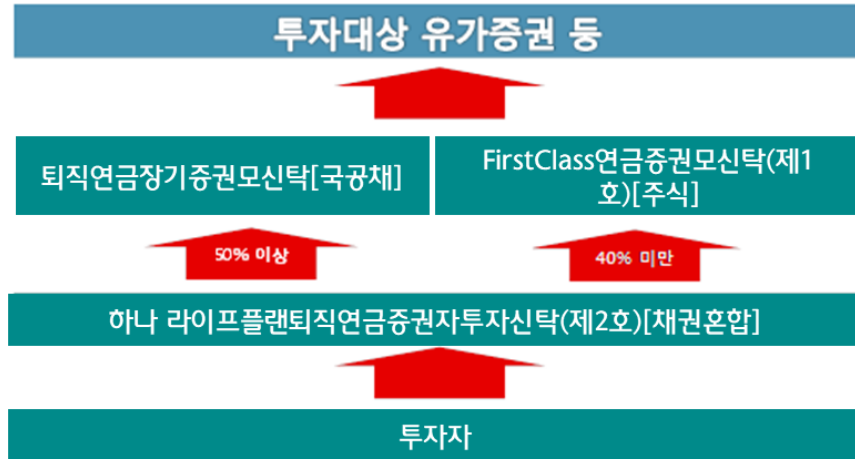 투자대상 유가증권 등
퇴직연금장기증권모신탁[국공채]
FirstClass연금증권모신탁(제1
호)[주식]
50% 이상
40% 미만
하나 라이프플랜퇴직연금증권자투자신탁(제2호)[채권혼합]
투자자